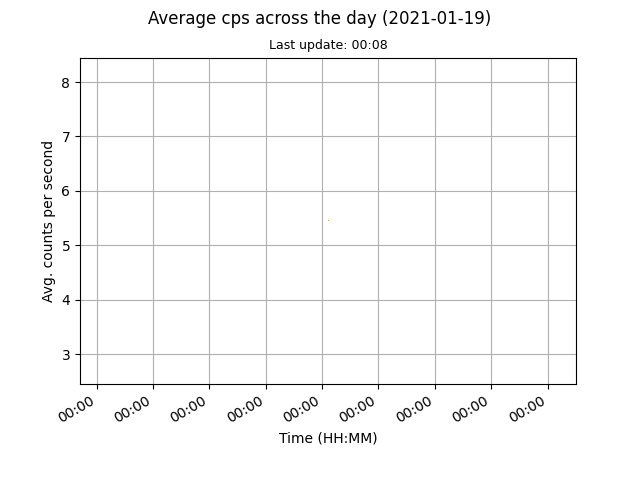 Average cps across the day (2021-01-19)
Last update: 00:08
8
7
6
5
4
3
Avg. counts per second
00:00 00:00 00:00 00:00 00:00 00:00 00:00 00:00 00:00
Time (HH:MM)